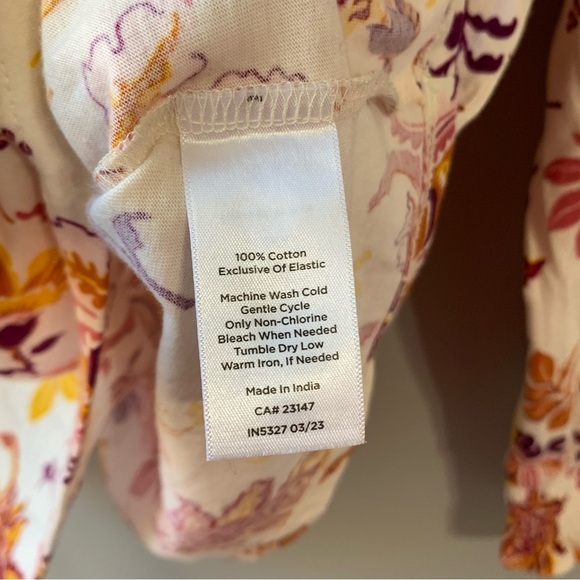 100% Cotton
Exclusive Of Elastic
Machine Wash Cold
Gentle Cycle
Only Non-Chlorine
Bleach When Needed
Tumble Dry Low
Warm Iron, If Needed
Made in India
CA# 23147
IN5327 03/23